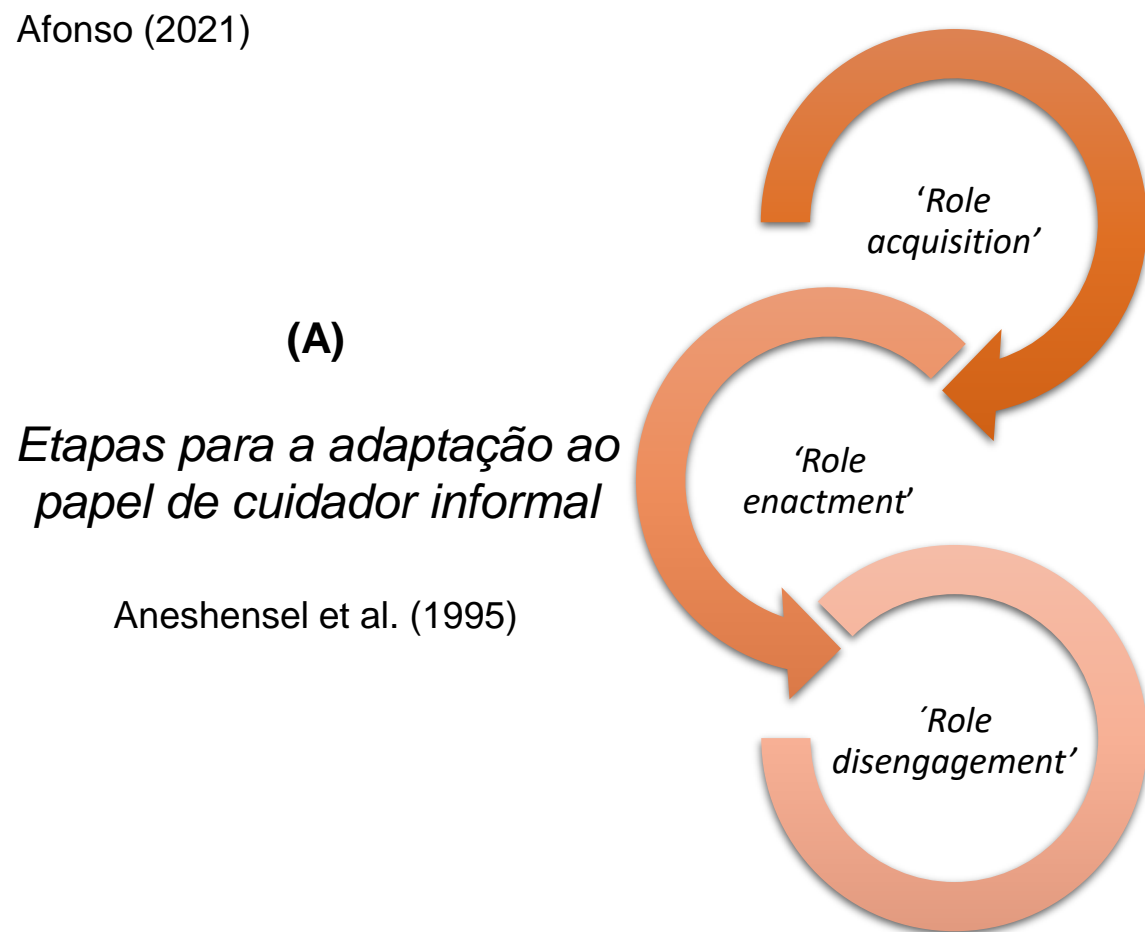 Afonso (2021)
(A)
Etapas para a adaptação ao
papel de cuidador informal
Aneshensel et al. (1995)
‘Role
acquisition’
‘Role
enactment’
´Role
disengagement’